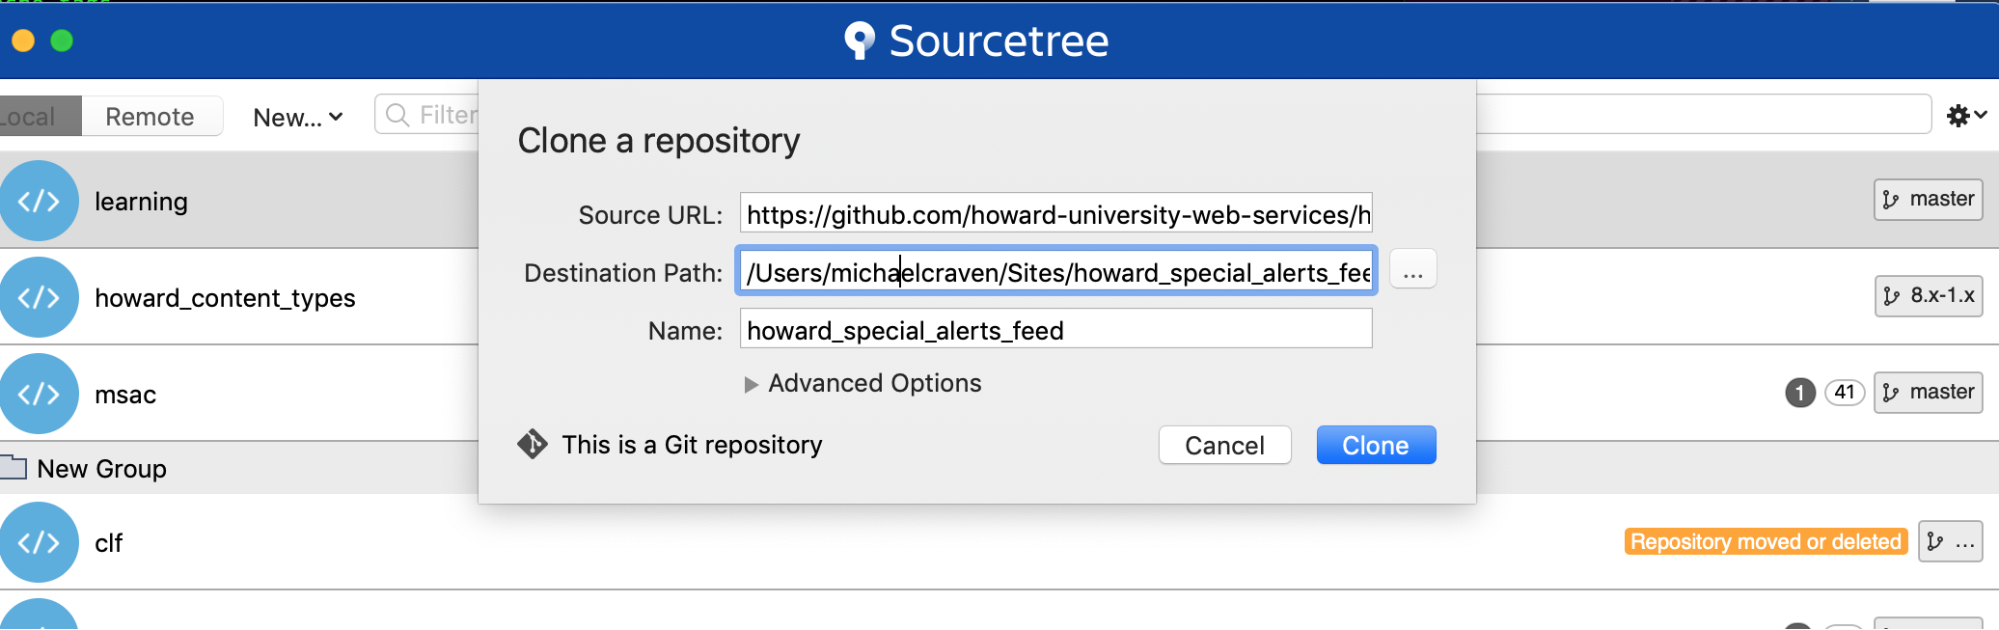 Sourcetree
Local Remote New... Filter
Clone a repository
learning master
Source URL: https://github.com/howard-university-web-services/h
Destination Path: /Users/michaelcraven/Sites/howard_special_alerts_fee ...
howard_content_types 8.x-1.x
Name: howard_special_alerts_feed
Advanced Options
msac 1 41 master
This is a Git repository Cancel Clone
New Group
clf Repository moved or deleted ...